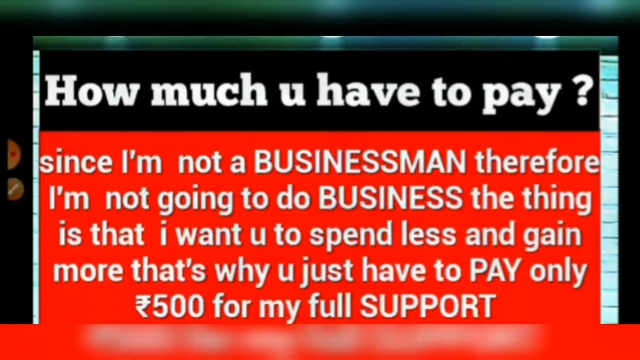 How much u have to pay ?
since I'm not a BUSINESSMAN therefore
I'm not going to do BUSINESS the thing
is that i want u to spend less and gain
more that's why u just have to PAY only
₹500 for my full SUPPORT